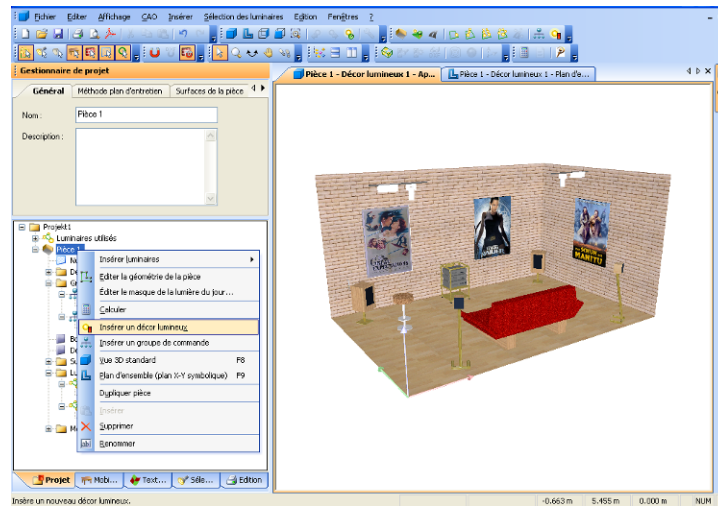 Fichier Editer Affichage CAO Insérer Sélection des luminaires Edition Fenêtres ?
Gestionnaire de projet
Général Méthode plan d'entretien Surfaces de la pièce
Nom :
Pièce 1
Description :
Pièce 1 - Décor lumineux 1 - Ap...
Pièce 1 - Décor lumineux 1 - Plan d'e...
Projekt1
Luminaires utilisés
Pièce 1
Insérer luminaires
Editer la géométrie de la pièce
Éditer le masque de la lumière du jour...
Calculer
Insérer un décor lumineux
Insérer un groupe de commande
Vue 3D standard F8
Plan d'ensemble (plan X-Y symbolique) F9
Dupliquer pièce
Insérer
Supprimer
Renommer
Projet Mobi... Text... Séle... Edition
Insère un nouveau décor lumineux.
-0.663 m 5.455 m 0.000 m NUM
MANITU